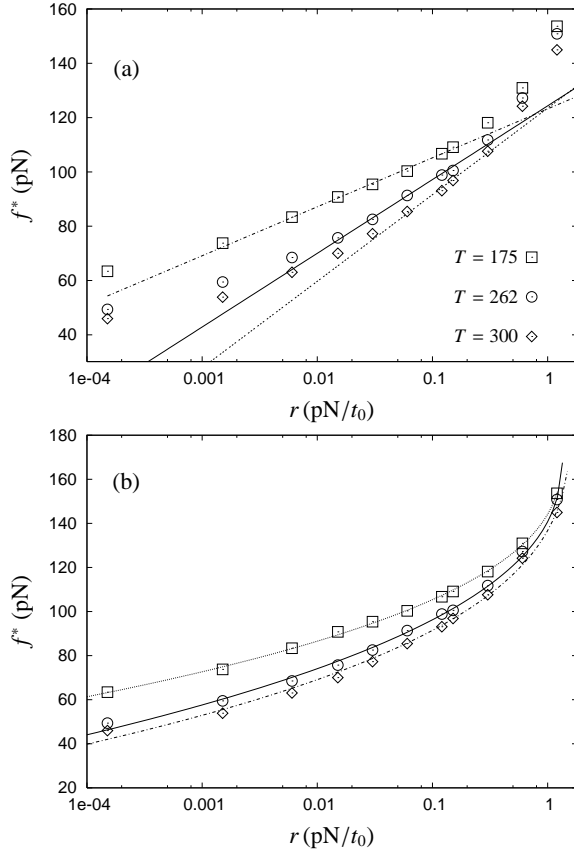 160
140
120
100
80
60
40
(a)
f* (pN)
T = 175
T = 262
T = 300
1e-04 0.001 0.01 0.1 1
r (pN/t₀)
180
160
140
120
100
80
60
40
20
(b)
f* (pN)
1e-04 0.001 0.01 0.1 1
r (pN/t₀)